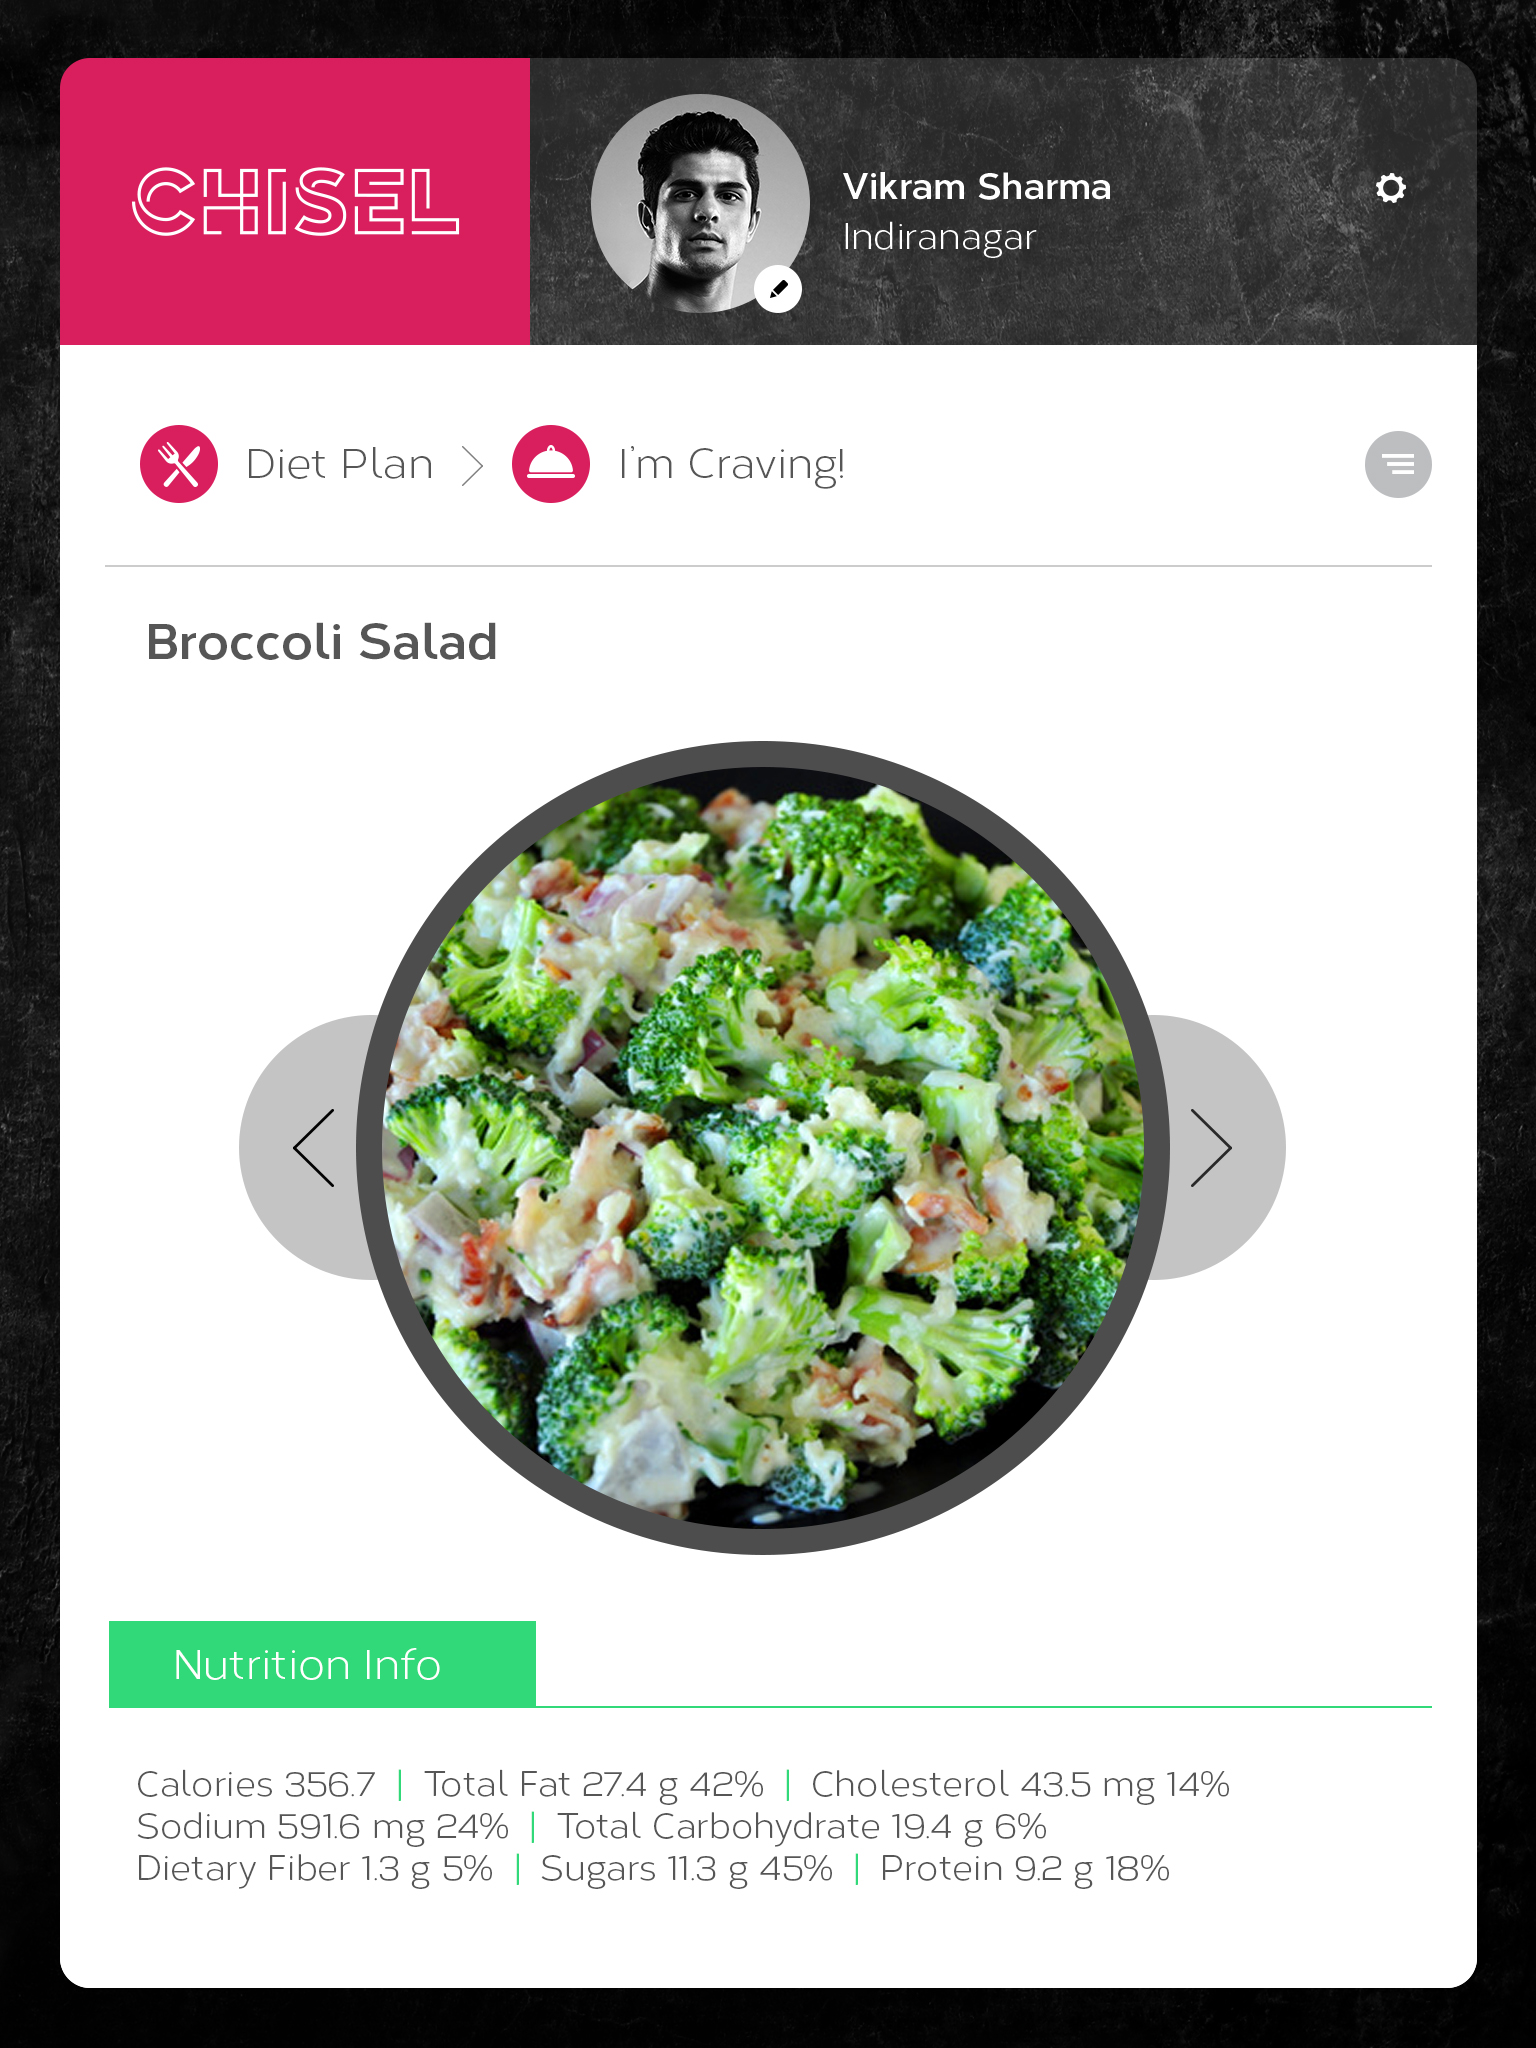 CHISEL
Vikram Sharma
Indiranagar
Diet Plan > I'm Craving!
Broccoli Salad
Nutrition Info
Calories 356.7 | Total Fat 27.4 g 42% | Cholesterol 43.5 mg 14%
Sodium 591.6 mg 24% | Total Carbohydrate 19.4 g 6%
Dietary Fiber 1.3 g 5% | Sugars 11.3 g 45% | Protein 9.2 g 18%